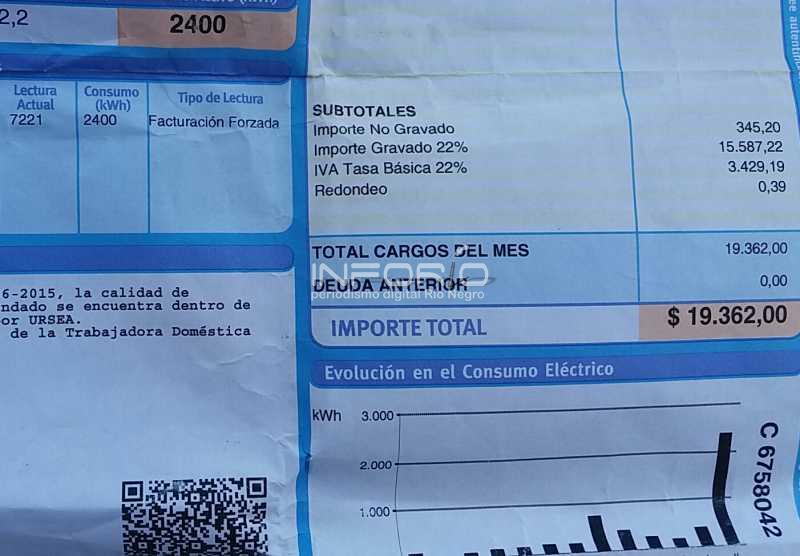 2,2
2400
Lectura Actual
Consumo (kWh)
Tipo de Lectura
7221
2400
Facturación Forzada
6-2015, la calidad de
ndado se encuentra dentro de
or URSEA.
de la Trabajadora Doméstica
SUBTOTALES
Importe No Gravado 345,20
Importe Gravado 22% 15.587,22
IVA Tasa Básica 22% 3.429,19
Redondeo 0,39
TOTAL CARGOS DEL MES 19.362,00
INFORIO
DEUDA ANTERIOR 0,00
periodismo digital Río Negro
IMPORTE TOTAL $ 19.362,00
Evolución en el Consumo Eléctrico
kWh
3.000
2.000
1.000
C 6758042